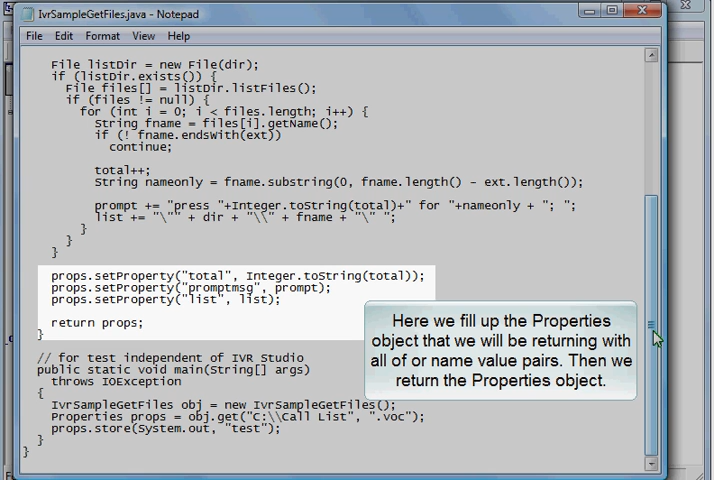 IvrSampleGetFiles.java - Notepad
File Edit Format View Help
File listDir = new File(dir);
if (listDir.exists()) {
File files[] = listDir.listFiles();
if (files != null) {
for (int i = 0; i < files.length; i++) {
String fname = files[i].getName();
if (! fname.endsWith(ext))
continue;
total++;
String nameonly = fname.substring(0, fname.length() - ext.length());
prompt += "press "+Integer.toString(total)+" for "+nameonly + "; ";
list += "\"" + dir + "\\" + fname + "\" ";
}
}
}
props.setProperty("total", Integer.toString(total));
props.setProperty("promptmsg", prompt);
props.setProperty("list", list);
return props;
}
Here we fill up the Properties
object that we will be returning with
all of or name value pairs. Then we
return the Properties object.
// for test independent of IVR Studio
public static void main(String[] args)
throws IOException
{
IvrSampleGetFiles obj = new IvrSampleGetFiles();
Properties props = obj.get("C:\\Call List", ".voc");
props.store(System.out, "test");
}
}